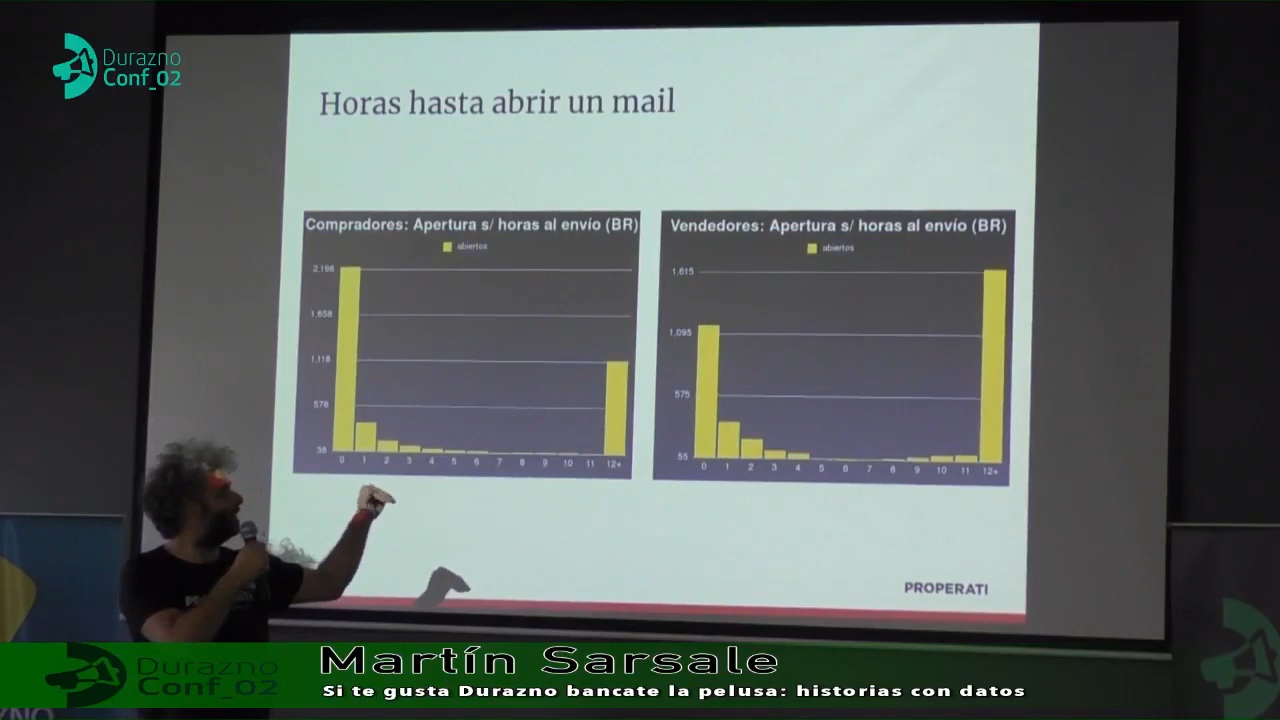 Durazno
Conf_02
Horas hasta abrir un mail
Compradores: Apertura s/ horas al envío (BR)
abiertos
2,198
1,658
1,118
578
38
0 1 2 3 4 5 6 7 8 9 10 11 12+
Vendedores: Apertura s/ horas al envío (BR)
abiertos
1,615
1,095
575
55
0 1 2 3 4 5 6 7 8 9 10 11 12+
PROPERATI
Durazno
Conf_02
Martín Sarsale
Si te gusta Durazno bancate la pelusa: historias con datos